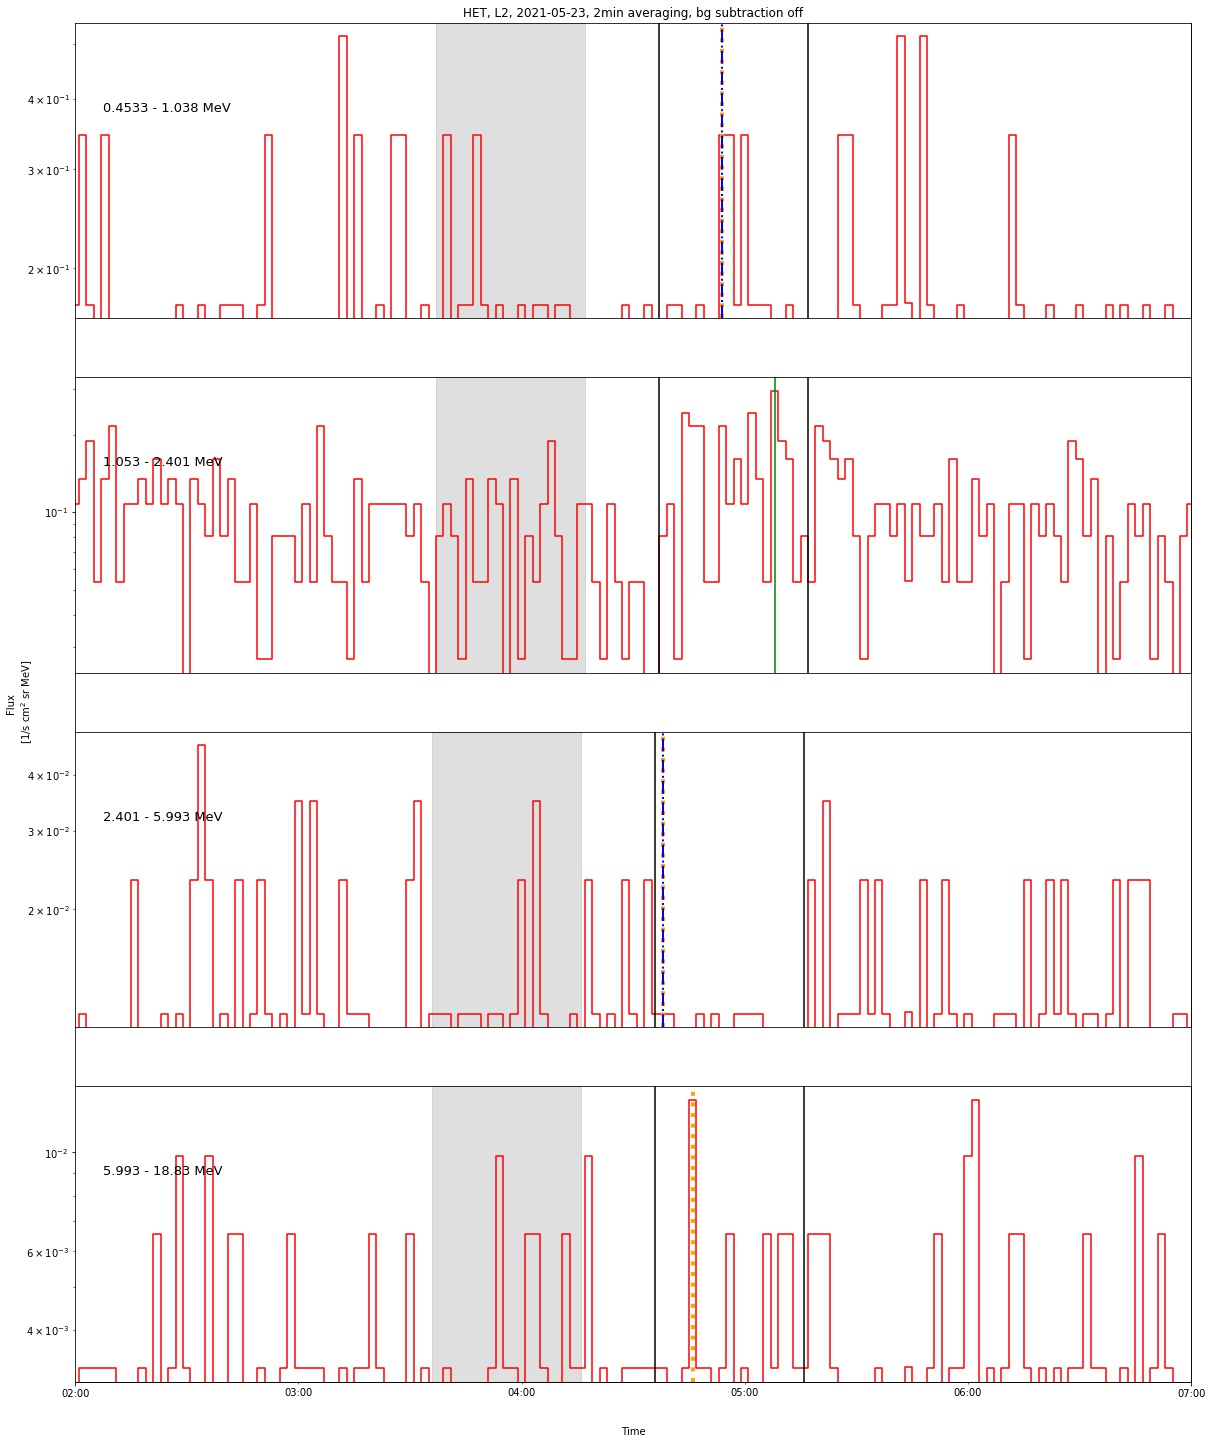 HET, L2, 2021-05-23, 2min averaging, bg subtraction off
4 × 10⁻¹
0.4533 - 1.038 MeV
3 × 10⁻¹
2 × 10⁻¹
1.053 - 2.401 MeV
10⁻¹
Flux
[1/s cm² sr MeV]
4 × 10⁻²
2.401 - 5.993 MeV
3 × 10⁻²
2 × 10⁻²
10⁻²
5.993 - 18.83 MeV
6 × 10⁻³
4 × 10⁻³
02:00 03:00 04:00 05:00 06:00 07:00
Time